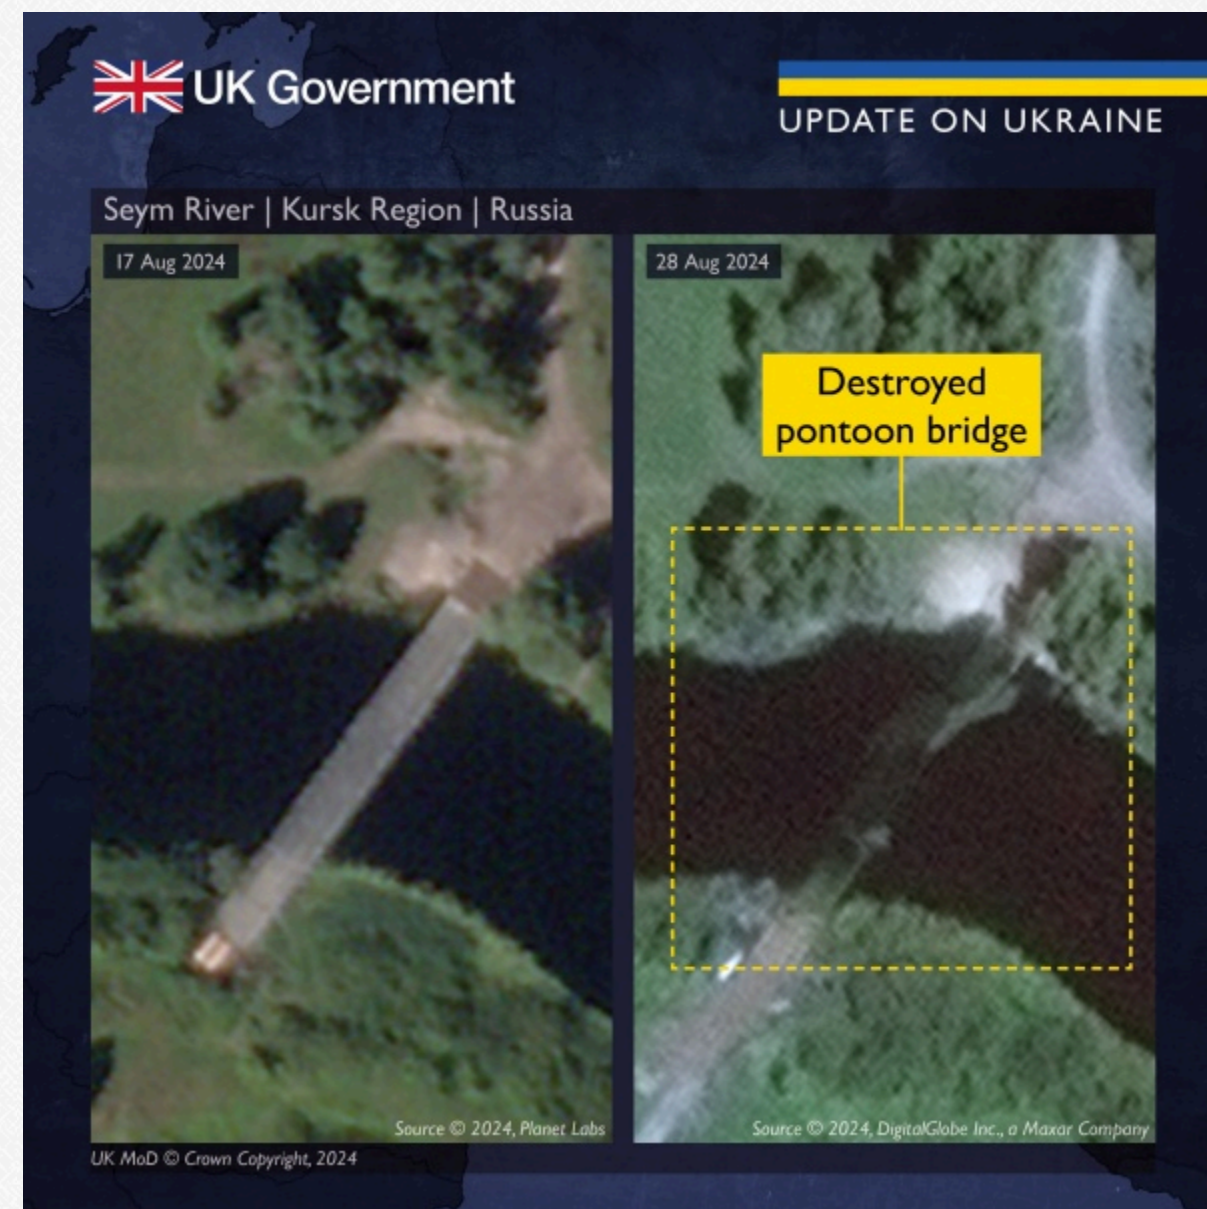 UK Government
UPDATE ON UKRAINE
Seym River | Kursk Region | Russia
17 Aug 2024
28 Aug 2024
Destroyed
pontoon bridge
Source © 2024, Planet Labs
Source © 2024, DigitalGlobe Inc., a Maxar Company
UK MoD © Crown Copyright, 2024